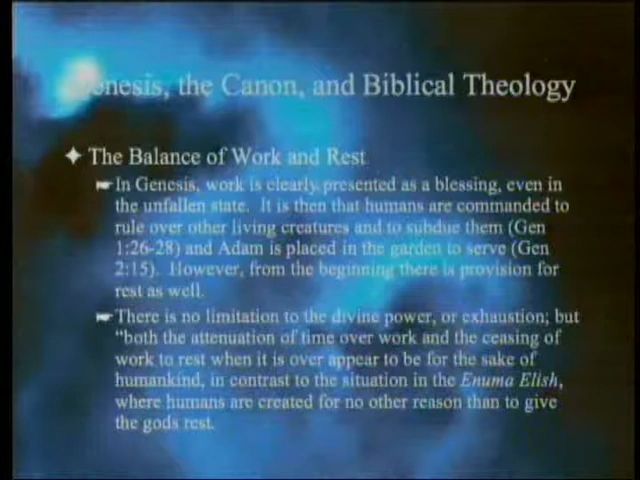 Genesis, the Canon, and Biblical Theology
The Balance of Work and Rest
In Genesis, work is clearly presented as a blessing, even in
the unfallen state. It is then that humans are commanded to
rule over other living creatures and to subdue them (Gen
1:26-28) and Adam is placed in the garden to serve (Gen
2:15). However, from the beginning there is provision for
rest as well.
There is no limitation to the divine power, or exhaustion; but
“both the attenuation of time over work and the ceasing of
work to rest when it is over appear to be for the sake of
humankind, in contrast to the situation in the Enuma Elish,
where humans are created for no other reason than to give
the gods rest.